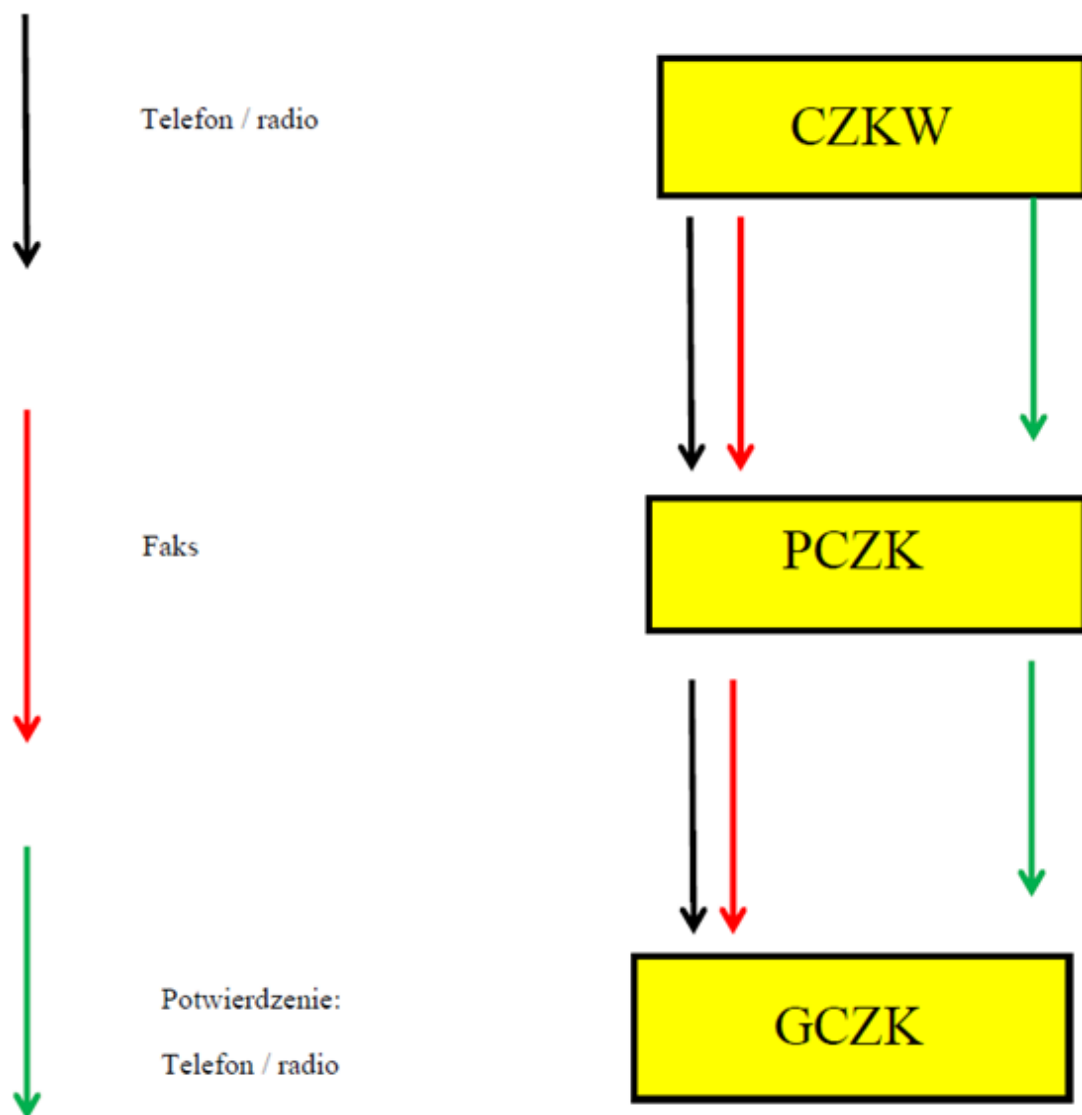 Telefon / radio
CZKW
Faks
PCZK
Potwierdzenie:
Telefon / radio
GCZK